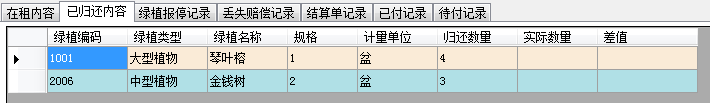 在租内容 已归还内容 绿植报停记录 丢失赔偿记录 结算单记录 已付记录 待付记录
绿植编码 绿植类型 绿植名称 规格 计量单位 归还数量 实际数量 差值
1001 大型植物 琴叶榕 1 盆 4
2006 中型植物 金钱树 2 盆 3